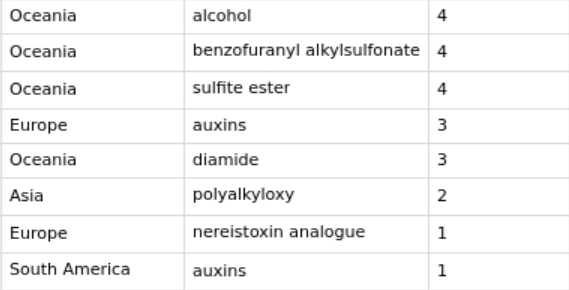 Oceania alcohol 4
Oceania benzofuranyl alkylsulfonate 4
Oceania sulfite ester 4
Europe auxins 3
Oceania diamide 3
Asia polyalkyloxy 2
Europe nereistoxin analogue 1
South America auxins 1